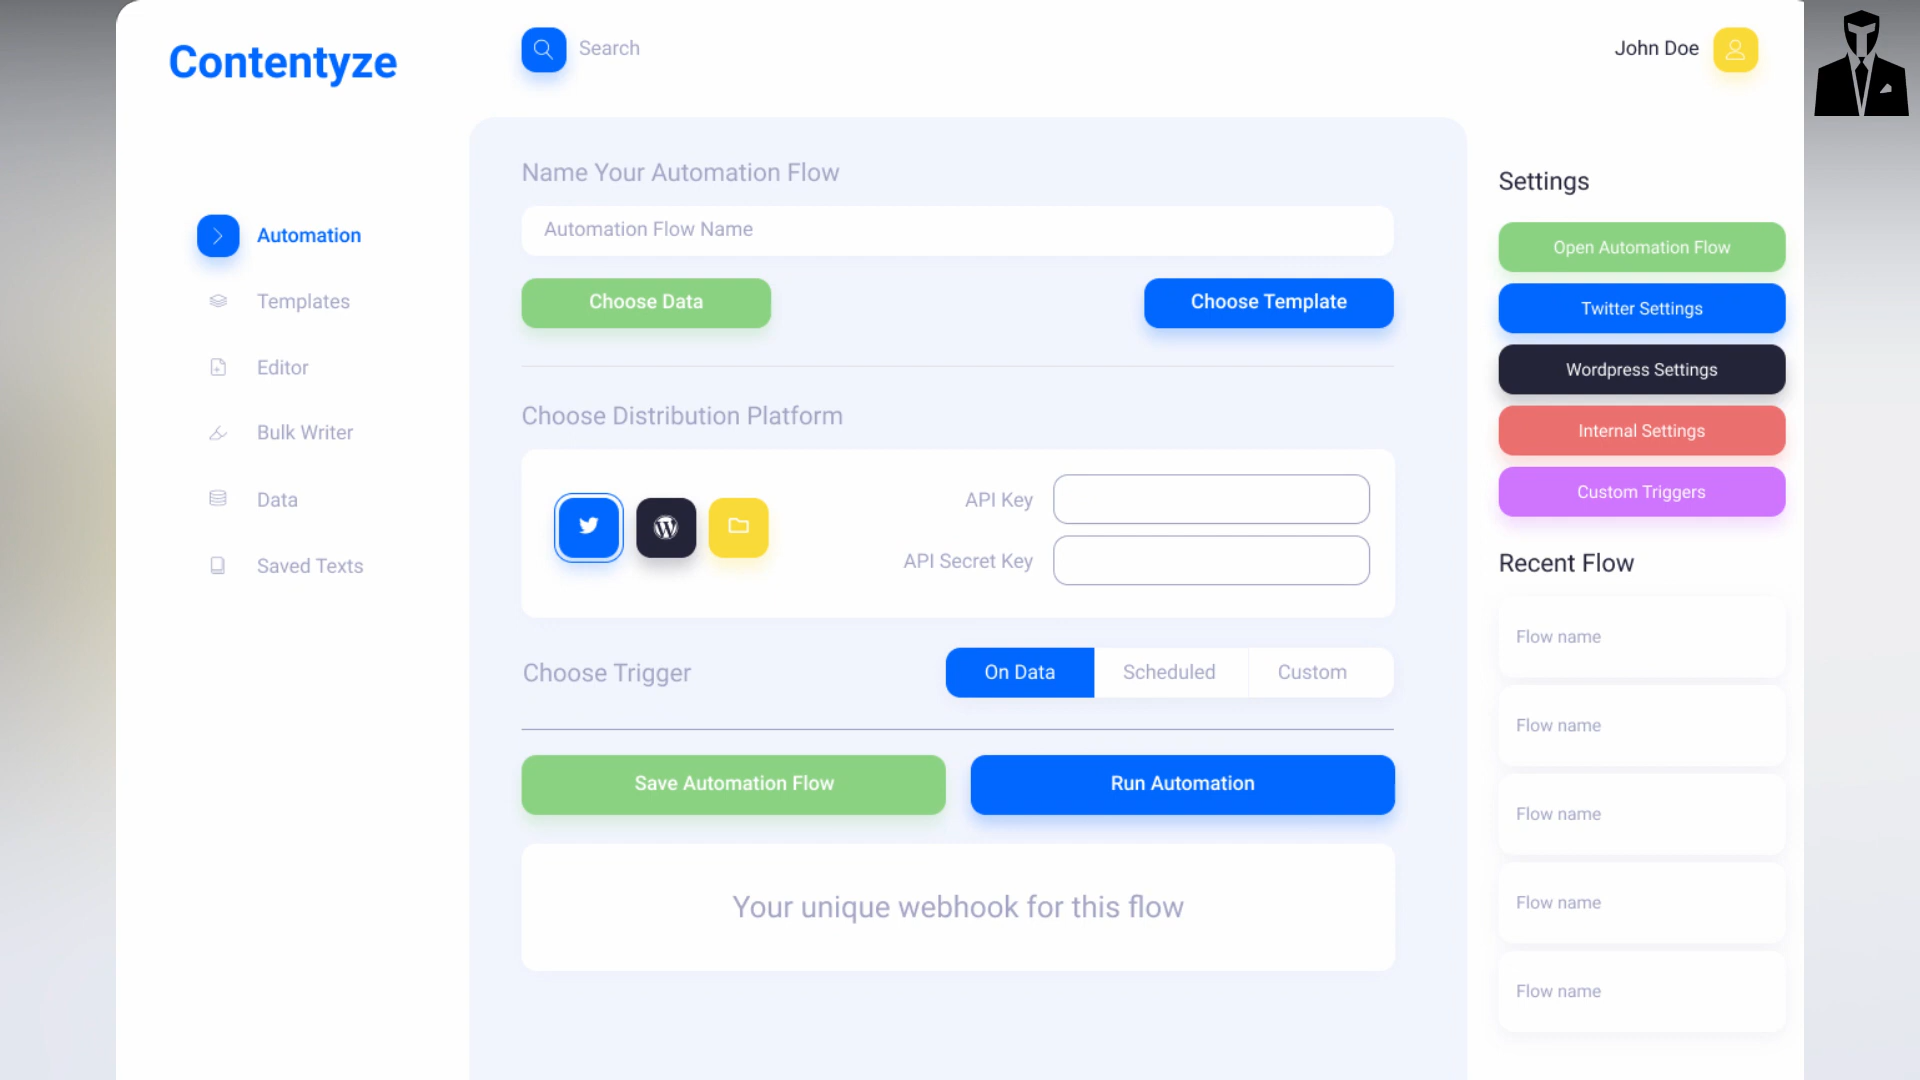 Contentyze
Search
John Doe
Automation
Templates
Editor
Bulk Writer
Data
Saved Texts
Name Your Automation Flow
Automation Flow Name
Choose Data
Choose Template
Choose Distribution Platform
API Key
API Secret Key
Choose Trigger
On Data
Scheduled
Custom
Save Automation Flow
Run Automation
Your unique webhook for this flow
Settings
Open Automation Flow
Twitter Settings
Wordpress Settings
Internal Settings
Custom Triggers
Recent Flow
Flow name
Flow name
Flow name
Flow name
Flow name